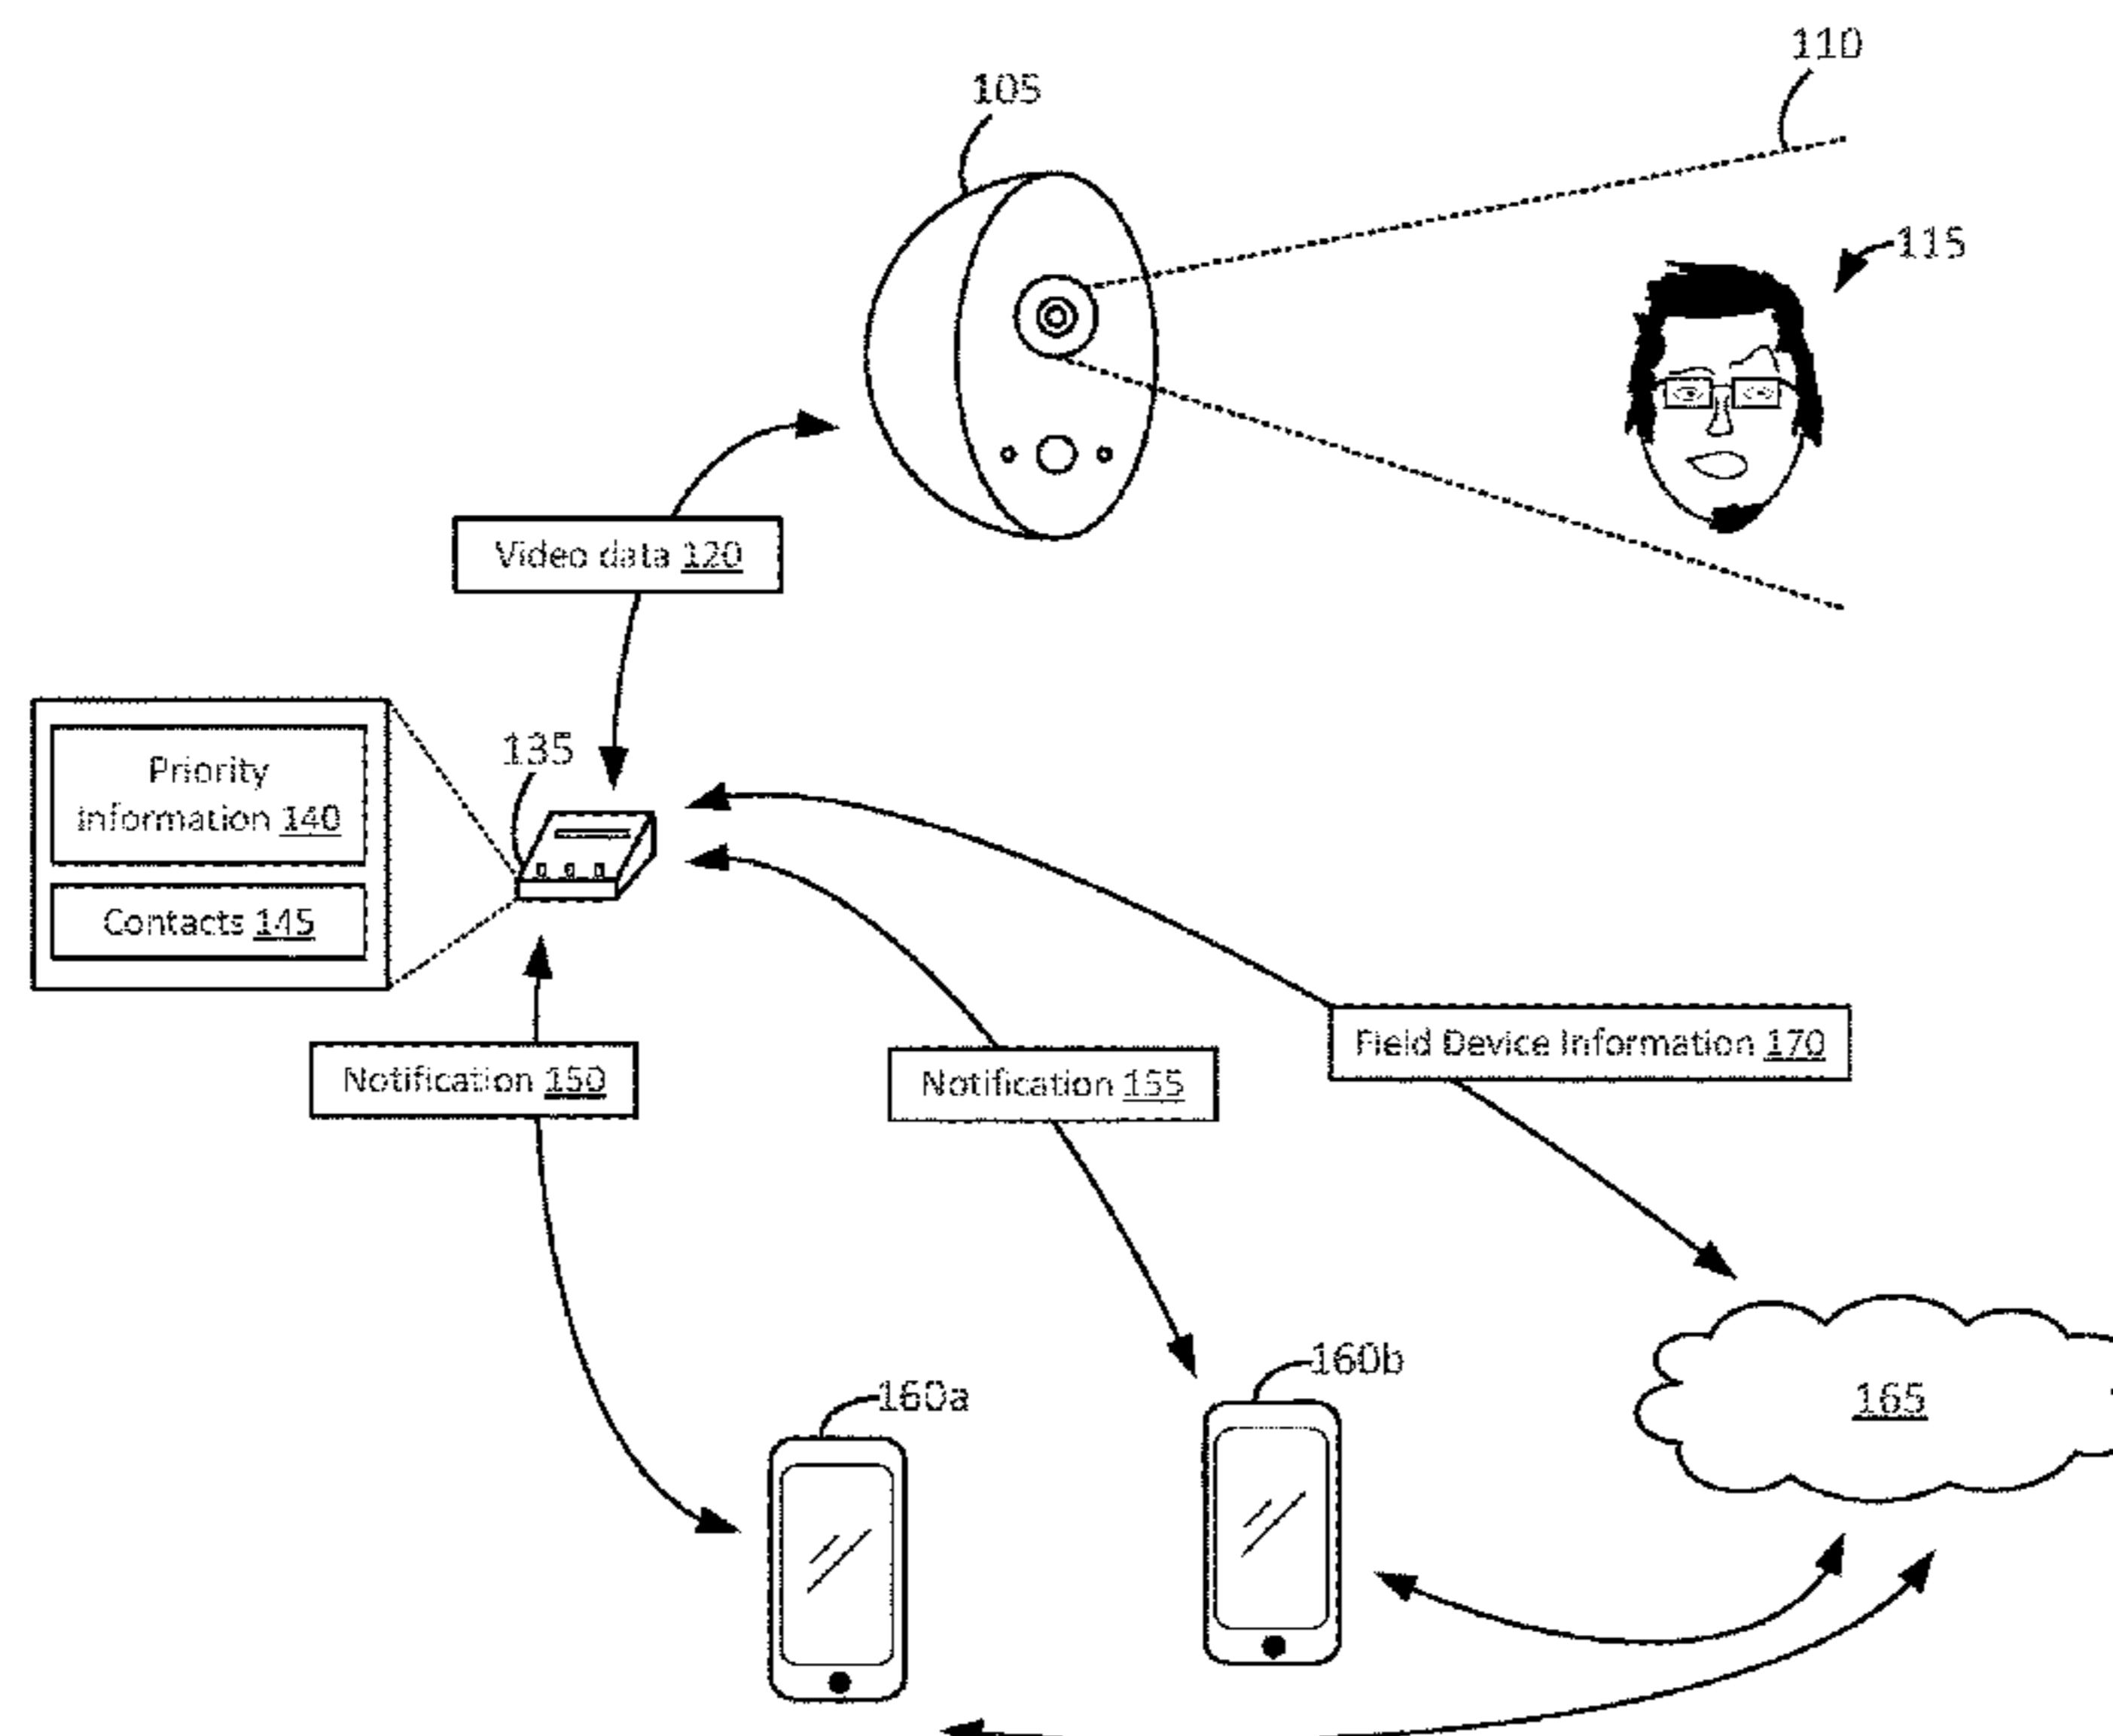 110
105
115
Video data 120
135
Priority
Information 140
Contacts 145
Field Device Information 170
Notification 150
Notification 155
160b
160a
165